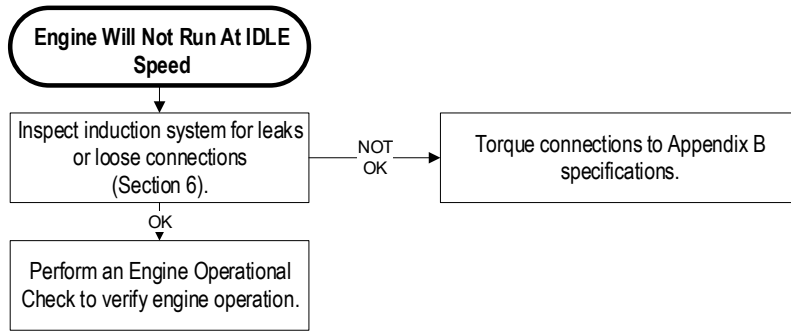 Engine Will Not Run At IDLE
Speed
Inspect induction system for leaks
or loose connections
(Section 6).
NOT
OK
Torque connections to Appendix B
specifications.
OK
Perform an Engine Operational
Check to verify engine operation.